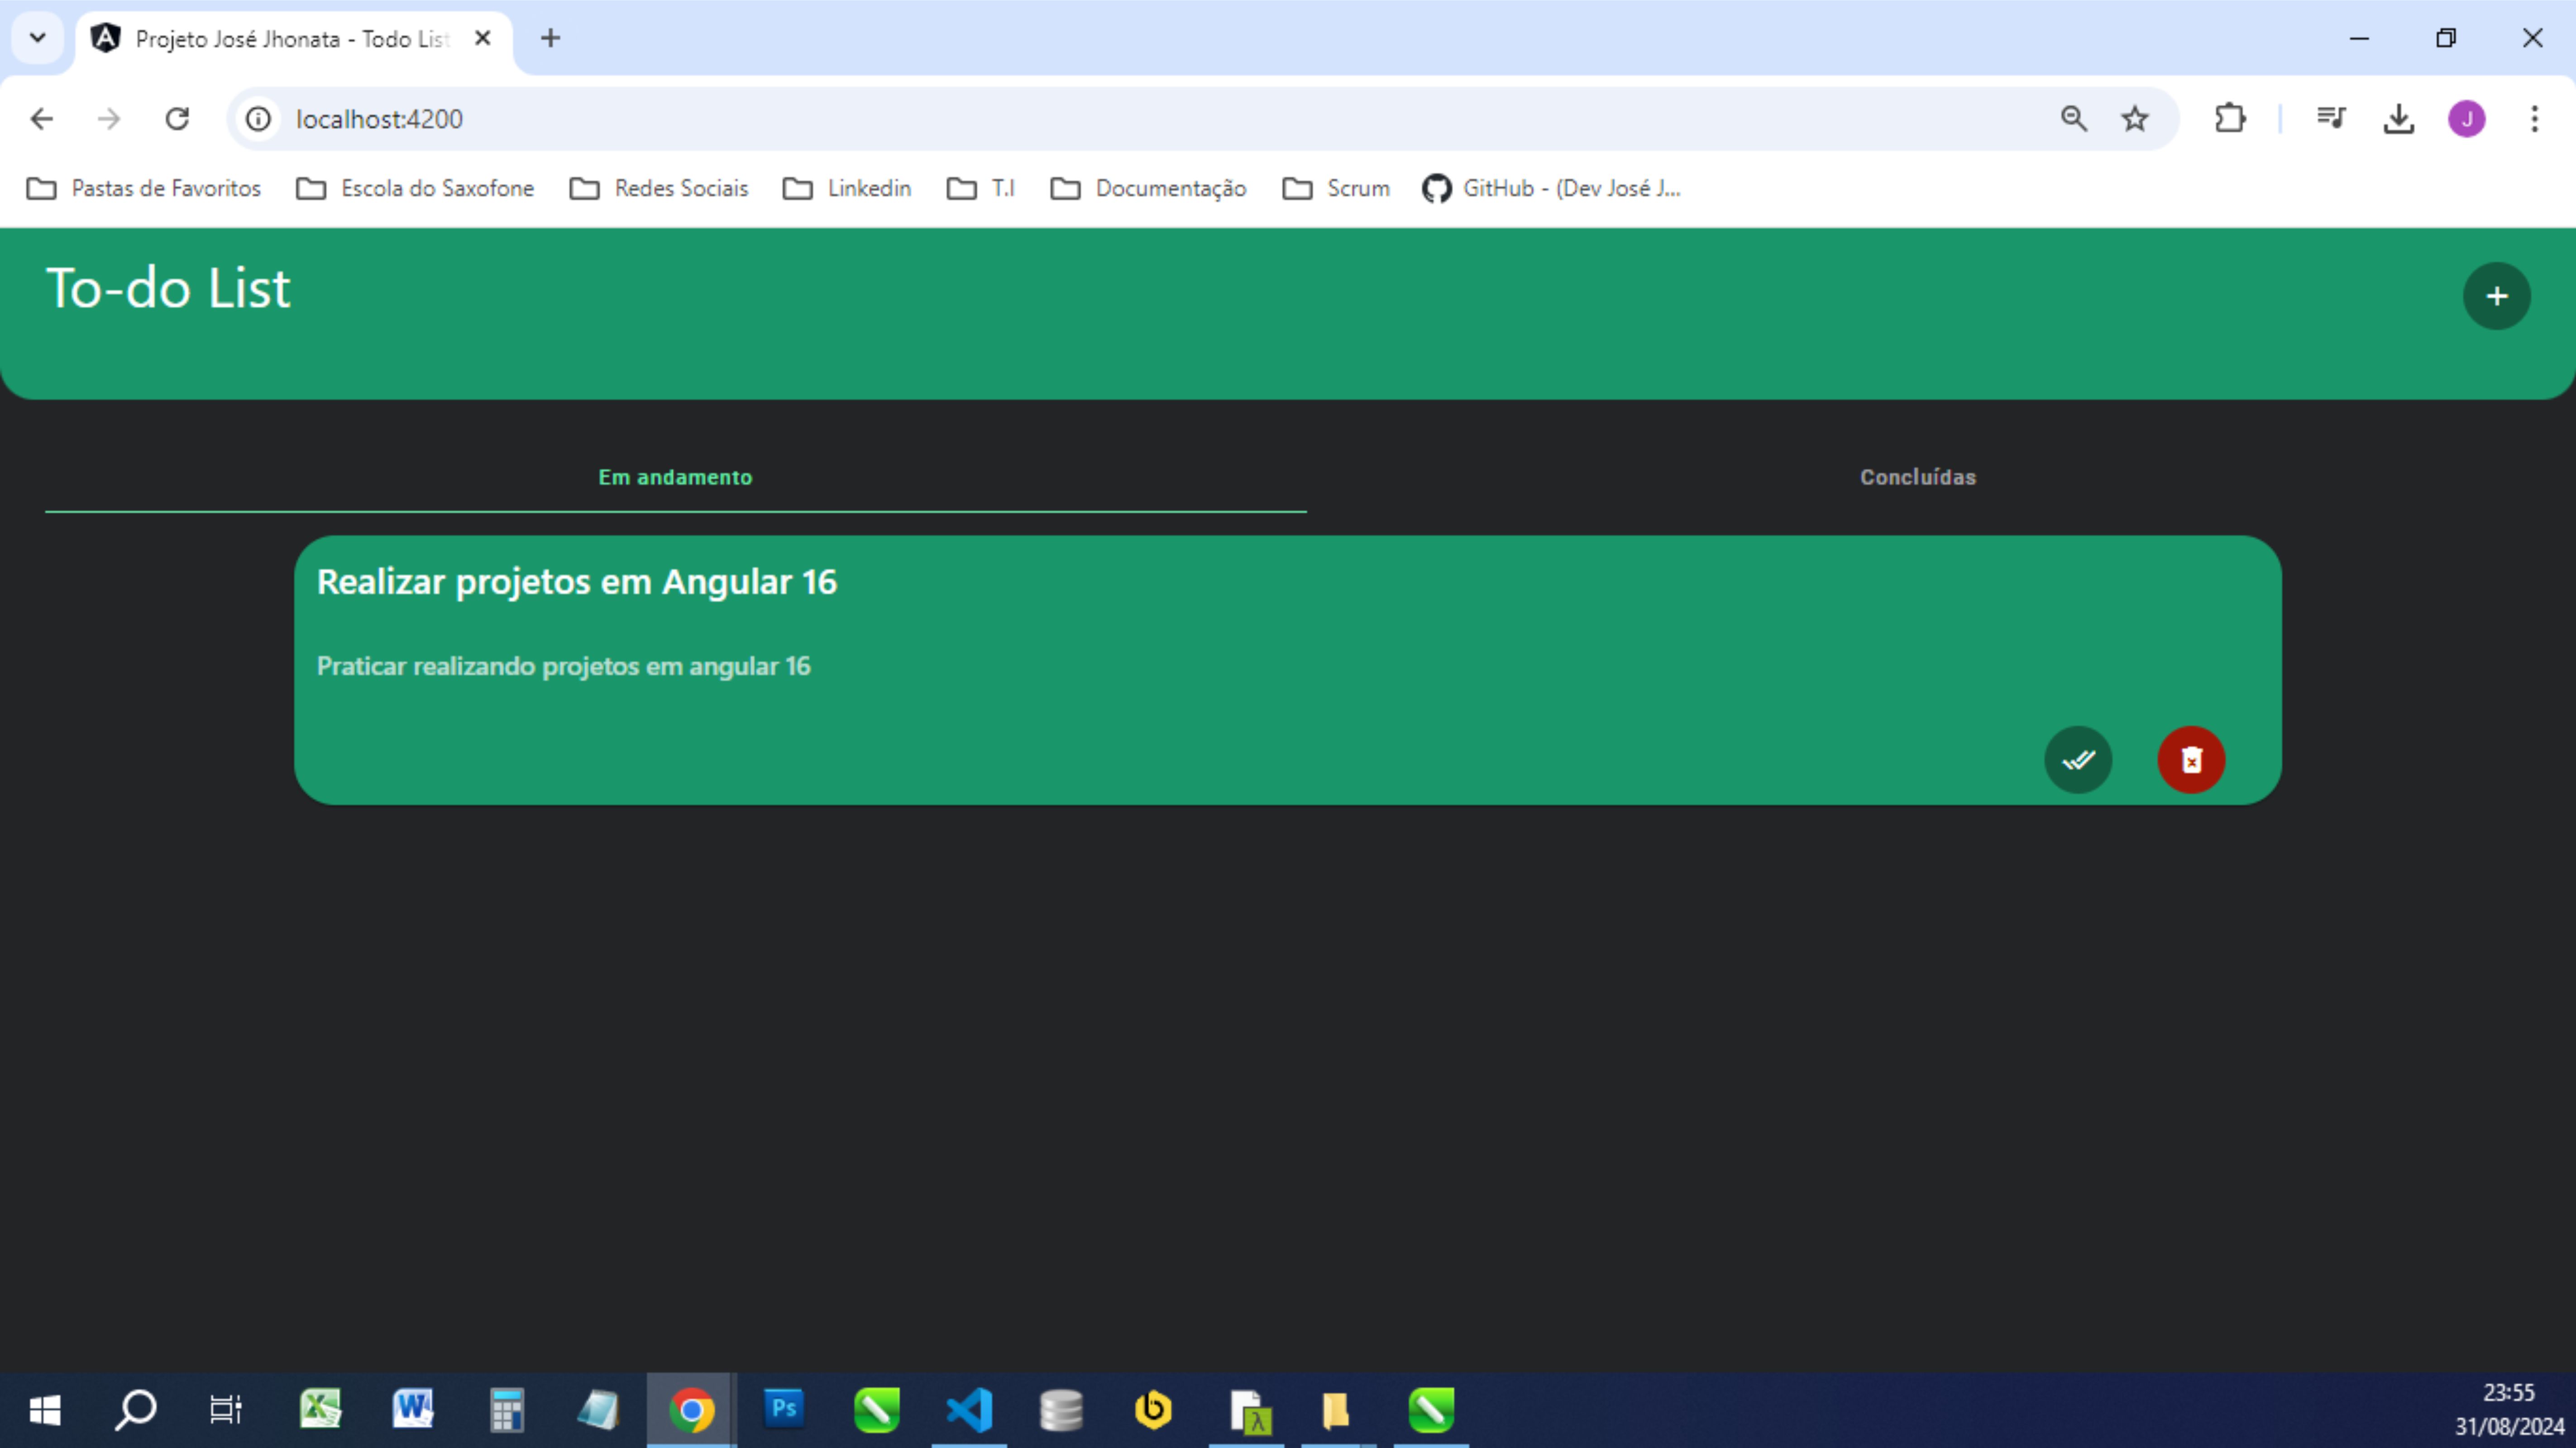 Projeto José Jhonata - Todo List
localhost:4200
J
Pastas de Favoritos
Escola do Saxofone
Redes Sociais
Linkedin
T.I
Documentação
Scrum
GitHub - (Dev José J...
To-do List
Em andamento
Concluídas
Realizar projetos em Angular 16
Praticar realizando projetos em angular 16
Ps
23:55
31/08/2024